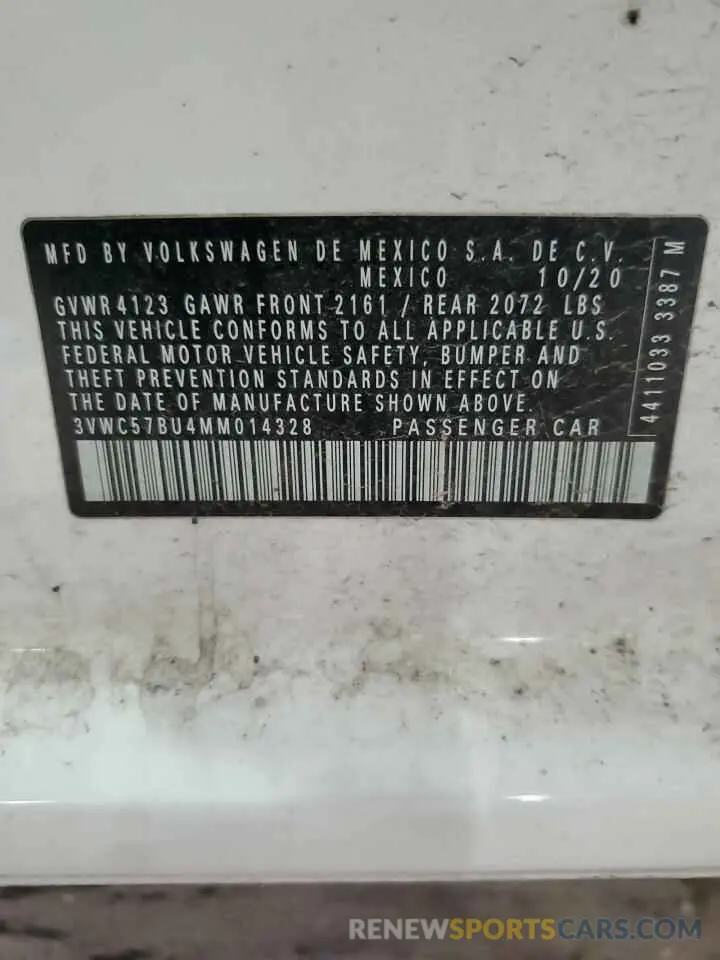 MFD BY VOLKSWAGEN DE MEXICO S.A. DE C.V.
MEXICO 10/20
GVWR 4123 GAWR FRONT 2161 / REAR 2072 LBS
THIS VEHICLE CONFORMS TO ALL APPLICABLE U.S.
FEDERAL MOTOR VEHICLE SAFETY, BUMPER AND
THEFT PREVENTION STANDARDS IN EFFECT ON
THE DATE OF MANUFACTURE SHOWN ABOVE.
3VWC57BU4MM014328 PASSENGER CAR
4411033 3387 M
RENEWSPORTSCARS.COM